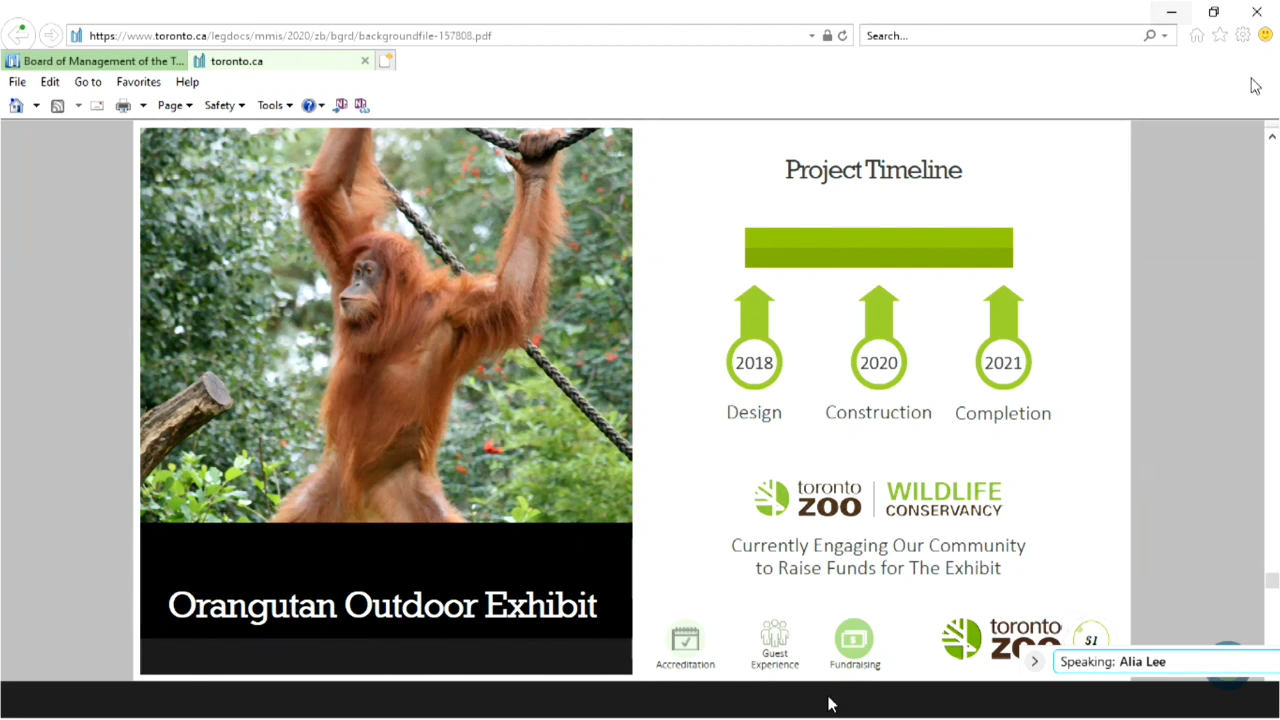 https://www.toronto.ca/legdocs/mmis/2020/zb/bgrd/backgroundfile-157808.pdf
Search...
Board of Management of the T...
toronto.ca
File Edit Go to Favorites Help
Page Safety Tools
Project Timeline
2018 2020 2021
Design Construction Completion
toronto ZOO WILDLIFE CONSERVANCY
Currently Engaging Our Community
to Raise Funds for The Exhibit
Orangutan Outdoor Exhibit
Accreditation
Guest Experience
Fundraising
toronto ZOO
51
Speaking: Alia Lee